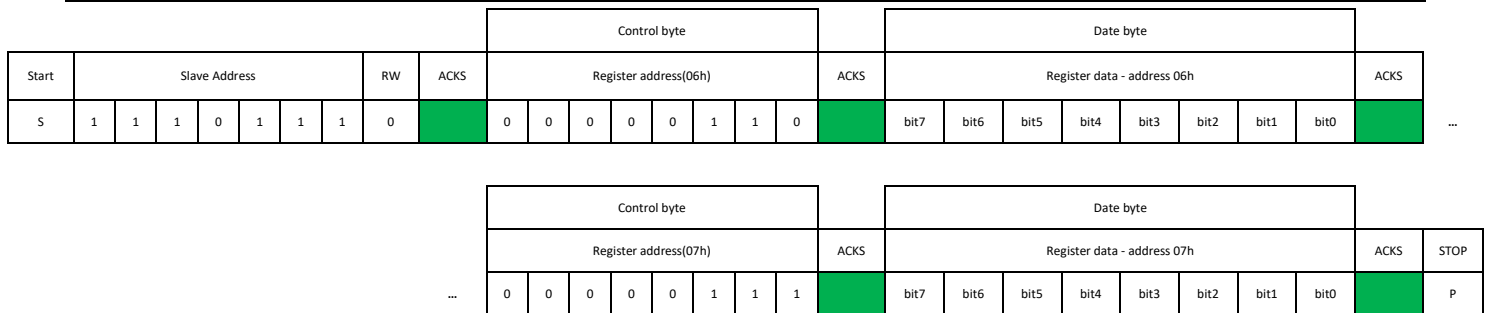 Control byte Date byte
Start Slave Address RW ACKS Register address(06h) ACKS Register data - address 06h ACKS
S 1 1 1 0 1 1 1 0 0 0 0 0 0 1 1 0 bit7 bit6 bit5 bit4 bit3 bit2 bit1 bit0 ...
Control byte Date byte
Register address(07h) ACKS Register data - address 07h ACKS STOP
... 0 0 0 0 0 1 1 1 bit7 bit6 bit5 bit4 bit3 bit2 bit1 bit0 P